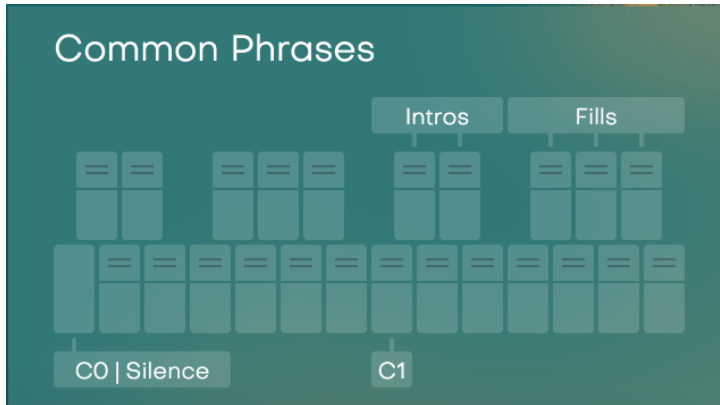 Common Phrases
Intros
Fills
C0 | Silence
C1